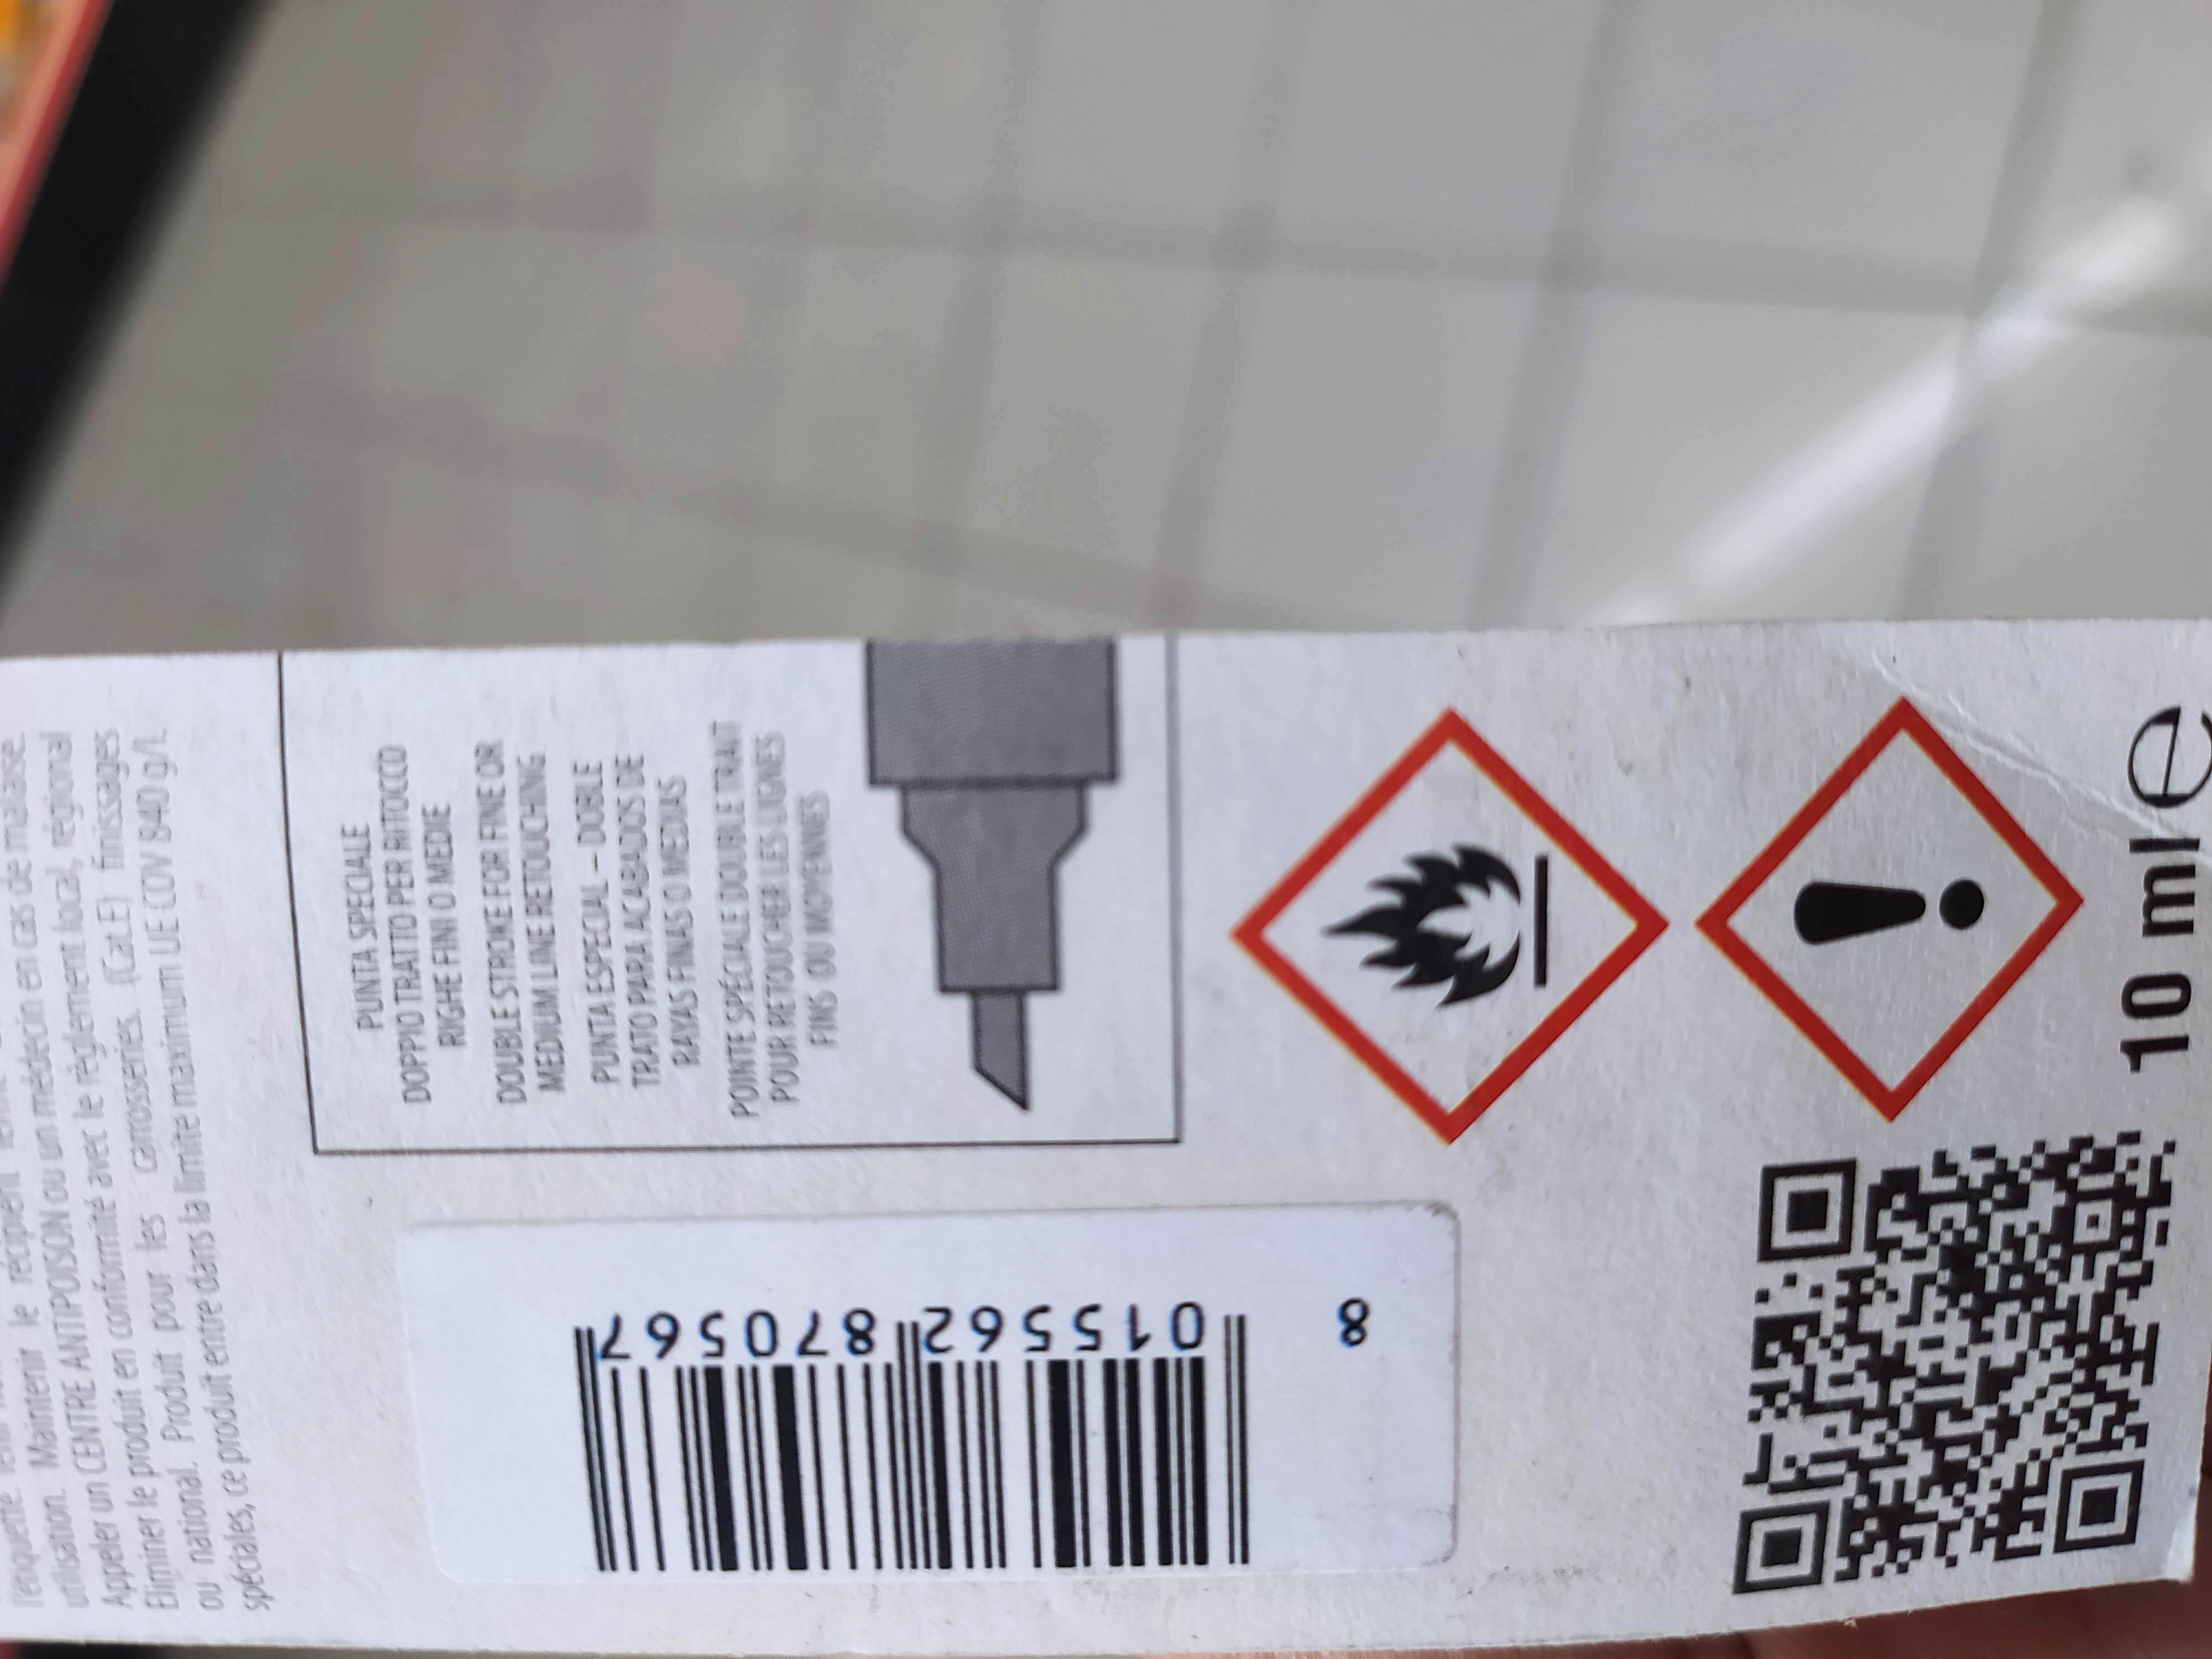 utilisation. Maintenir le récipient
Appeler un CENTRE ANTIPOISON ou un médecin en cas de malaise.
Eliminer le produit en conformité avec le règlement local, régional
ou national. Produit pour les carrosseries. (Cat.E) finissages
spéciales, ce produit entre dans la limite maximum UE COV 840 g/l.
PUNTA SPECIALE
DOPPIO TRATTO PER RITOCCO
RIGHE FINI O MEDIE
DOUBLE STROKE FOR FINE OR
MEDIUM LINE RETOUCHING
PUNTA ESPECIAL – DOBLE
TRATO PARA ACABADOS DE
RAYAS FINAS O MEDIAS
POINTE SPÉCIALE DOUBLE TRAIT
POUR RETOUCHER LES LIGNES
FINS OU MOYENNES
8 015562 870567
10 ml e